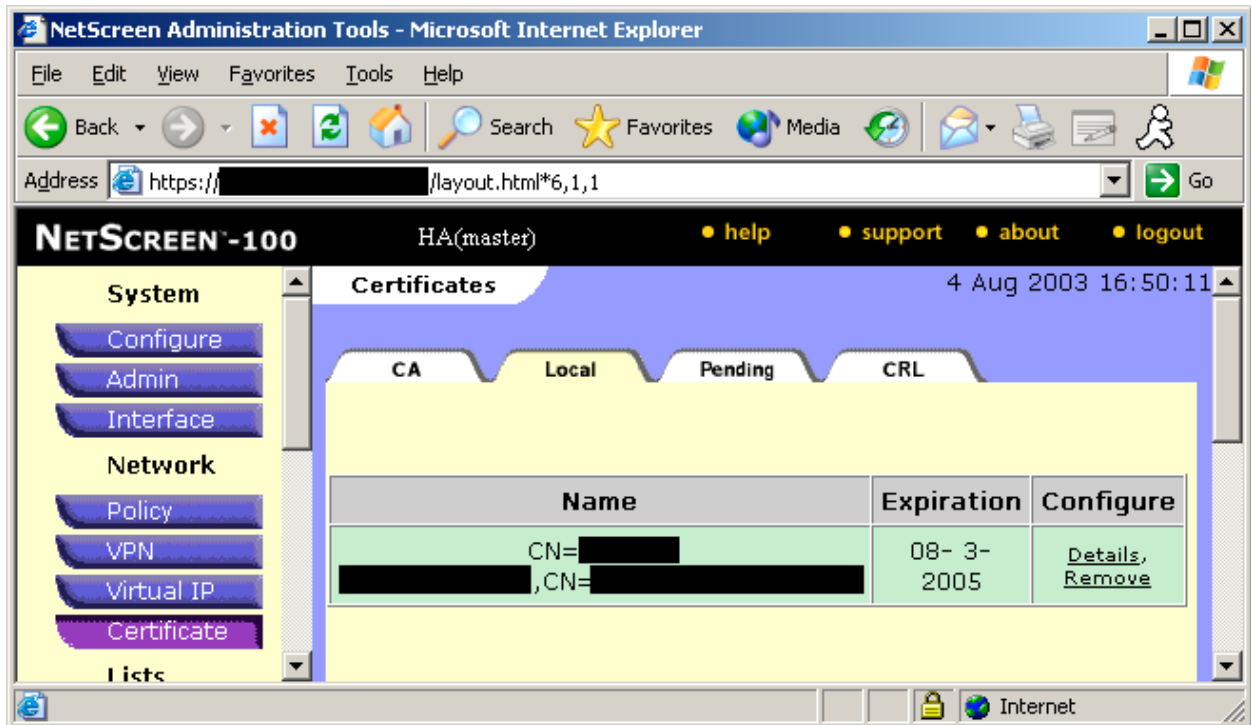 NetScreen Administration Tools - Microsoft Internet Explorer
File Edit View Favorites Tools Help
Back Search Favorites Media
Address https:// /layout.html*6,1,1 Go
NETSCREEN™-100 HA(master) help support about logout
System
Configure
Admin
Interface
Network
Policy
VPN
Virtual IP
Certificate
Lists
Certificates 4 Aug 2003 16:50:11
CA Local Pending CRL
Name Expiration Configure
CN= 08- 3- Details,
,CN= 2005 Remove
Internet